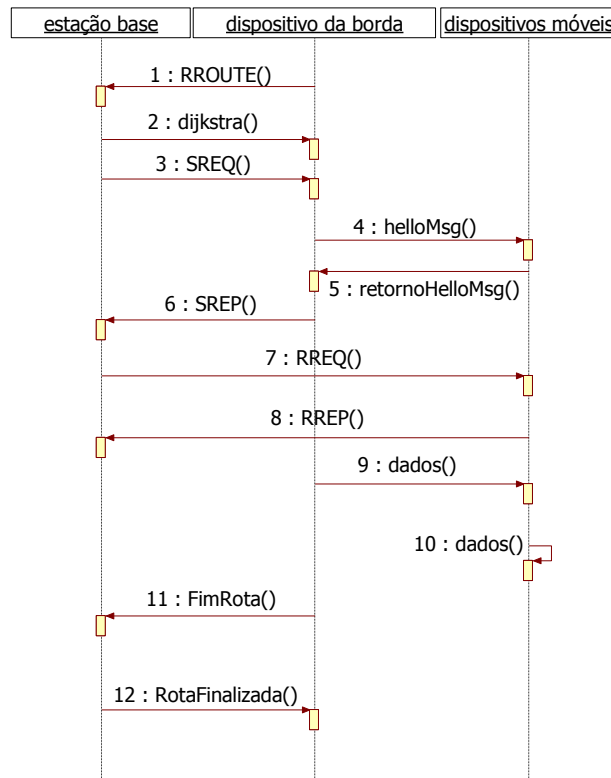 estação base
dispositivo da borda
dispositivos móveis
1 : RROUTE()
2 : dijkstra()
3 : SREQ()
4 : helloMsg()
5 : retornoHelloMsg()
6 : SREP()
7 : RREQ()
8 : RREP()
9 : dados()
10 : dados()
11 : FimRota()
12 : RotaFinalizada()